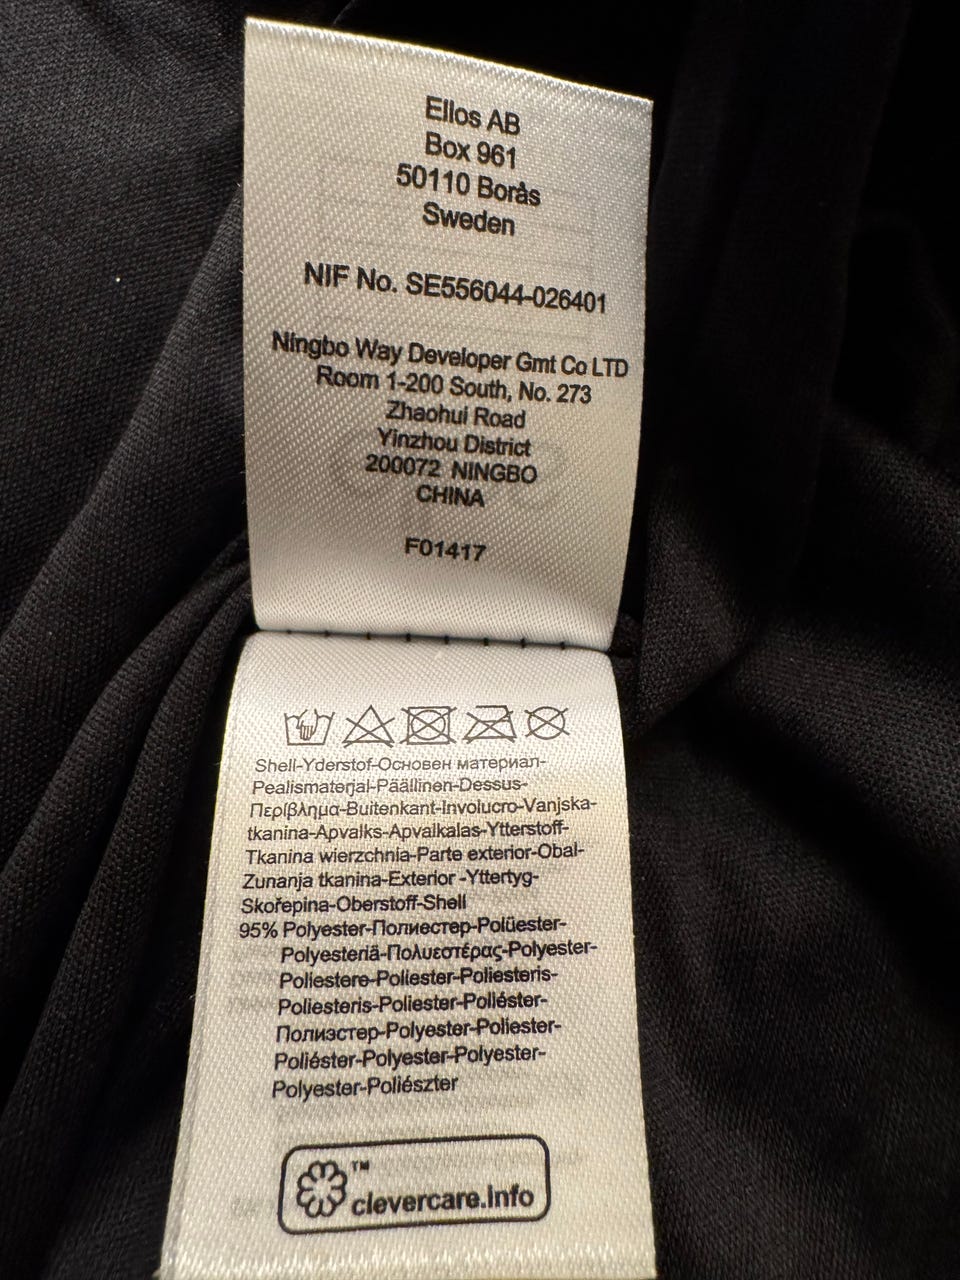 Ellos AB
Box 961
50110 Borås
Sweden
NIF No. SE556044-026401
Ningbo Way Developer Gmt Co LTD
Room 1-200 South, No. 273
Zhaohui Road
Yinzhou District
200072 NINGBO
CHINA
F01417
Shell-Yderstof-Основен материал-
Pealismaterjal-Päällinen-Dessus-
Περίβλημα-Buitenkant-Involucro-Vanjska-
tkanina-Apvalks-Apvalkalas-Ytterstoff-
Tkanina wierzchnia-Parte exterior-Obal-
Zunanja tkanina-Exterior -Yttertyg-
Skořepina-Oberstoff-Shell
95% Polyester-Полиестер-Polüester-
Polyesteriä-Πολυεστέρας-Polyester-
Poliestere-Poliester-Poliesteris-
Poliesteris-Poliester-Poliéster-
Полиэстер-Polyester-Poliester-
Poliéster-Polyester-Polyester-
Polyester-Poliészter
™
clevercare.info